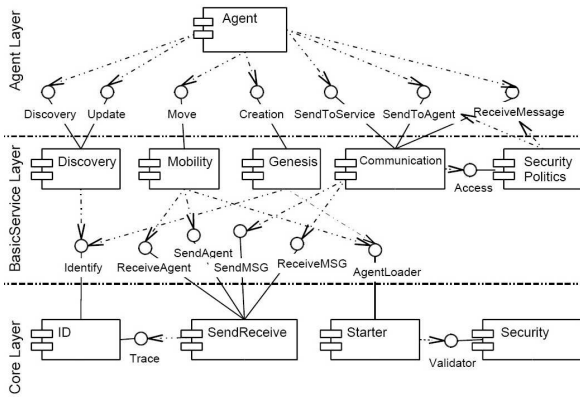 Agent Layer
Agent
Discovery
Update
Move
Creation
SendToService
SendToAgent
ReceiveMessage
BasicService Layer
Discovery
Mobility
Genesis
Communication
Security
Politics
Access
Identify
ReceiveAgent
SendAgent
SendMSG
ReceiveMSG
AgentLoader
Core Layer
ID
Trace
SendReceive
Starter
Validator
Security